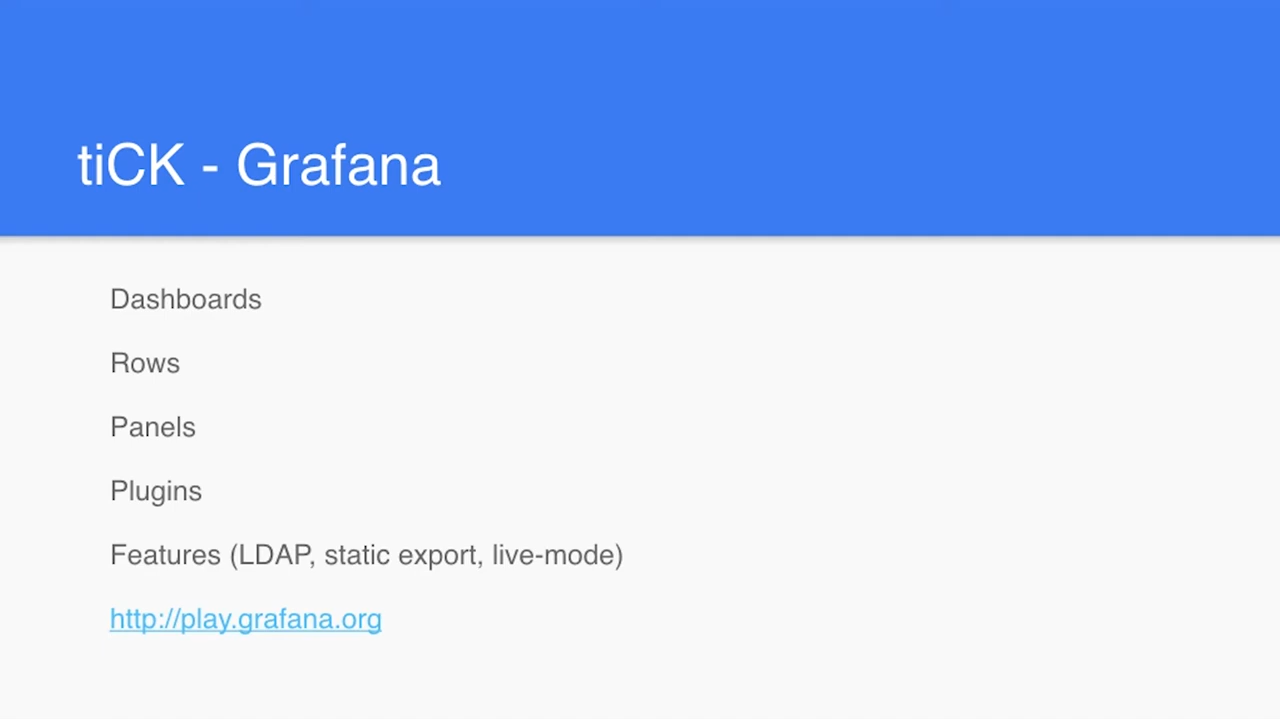 tiCK - Grafana
Dashboards
Rows
Panels
Plugins
Features (LDAP, static export, live-mode)
http://play.grafana.org